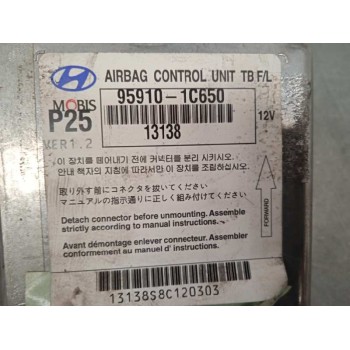 AIRBAG CONTROL UNIT TB F/L
MOBIS
95910-1C650
P25
13138
12V
VER1.2
이 장치를 떼어내기 전에 커넥터를 분리 시키시오.
안내 책자의 지침에 따라서만 이 장치를 조립하십시오.
取り外す前にコネクタを抜いてください
マニュアルの指示通りに正しく組み付けてください
Detach connector before unmounting. Assemble
strictly according to manual instructions.
FORWARD
Avant démontage enlever connecteur. Assembler
conformement au manuel d' instructions.
13138S8C120303